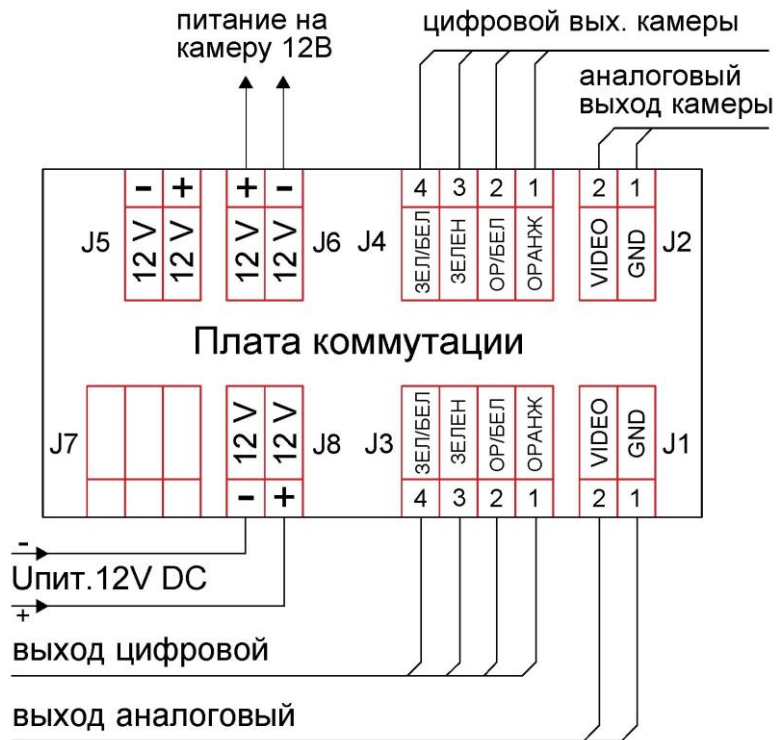 питание на
камеру 12В
цифровой вых. камеры
аналоговый
выход камеры
- + + - 4 3 2 1 2 1
J5 12 V 12 V 12 V 12 V J6 J4 ЗЕЛ/БЕЛ ЗЕЛЕН ОР/БЕЛ ОРАНЖ VIDEO GND J2
Плата коммутации
J7 12 V 12 V J8 J3 ЗЕЛ/БЕЛ ЗЕЛЕН ОР/БЕЛ ОРАНЖ VIDEO GND J1
- + 4 3 2 1 2 1
-
Uпит.12V DC
+
выход цифровой
выход аналоговый